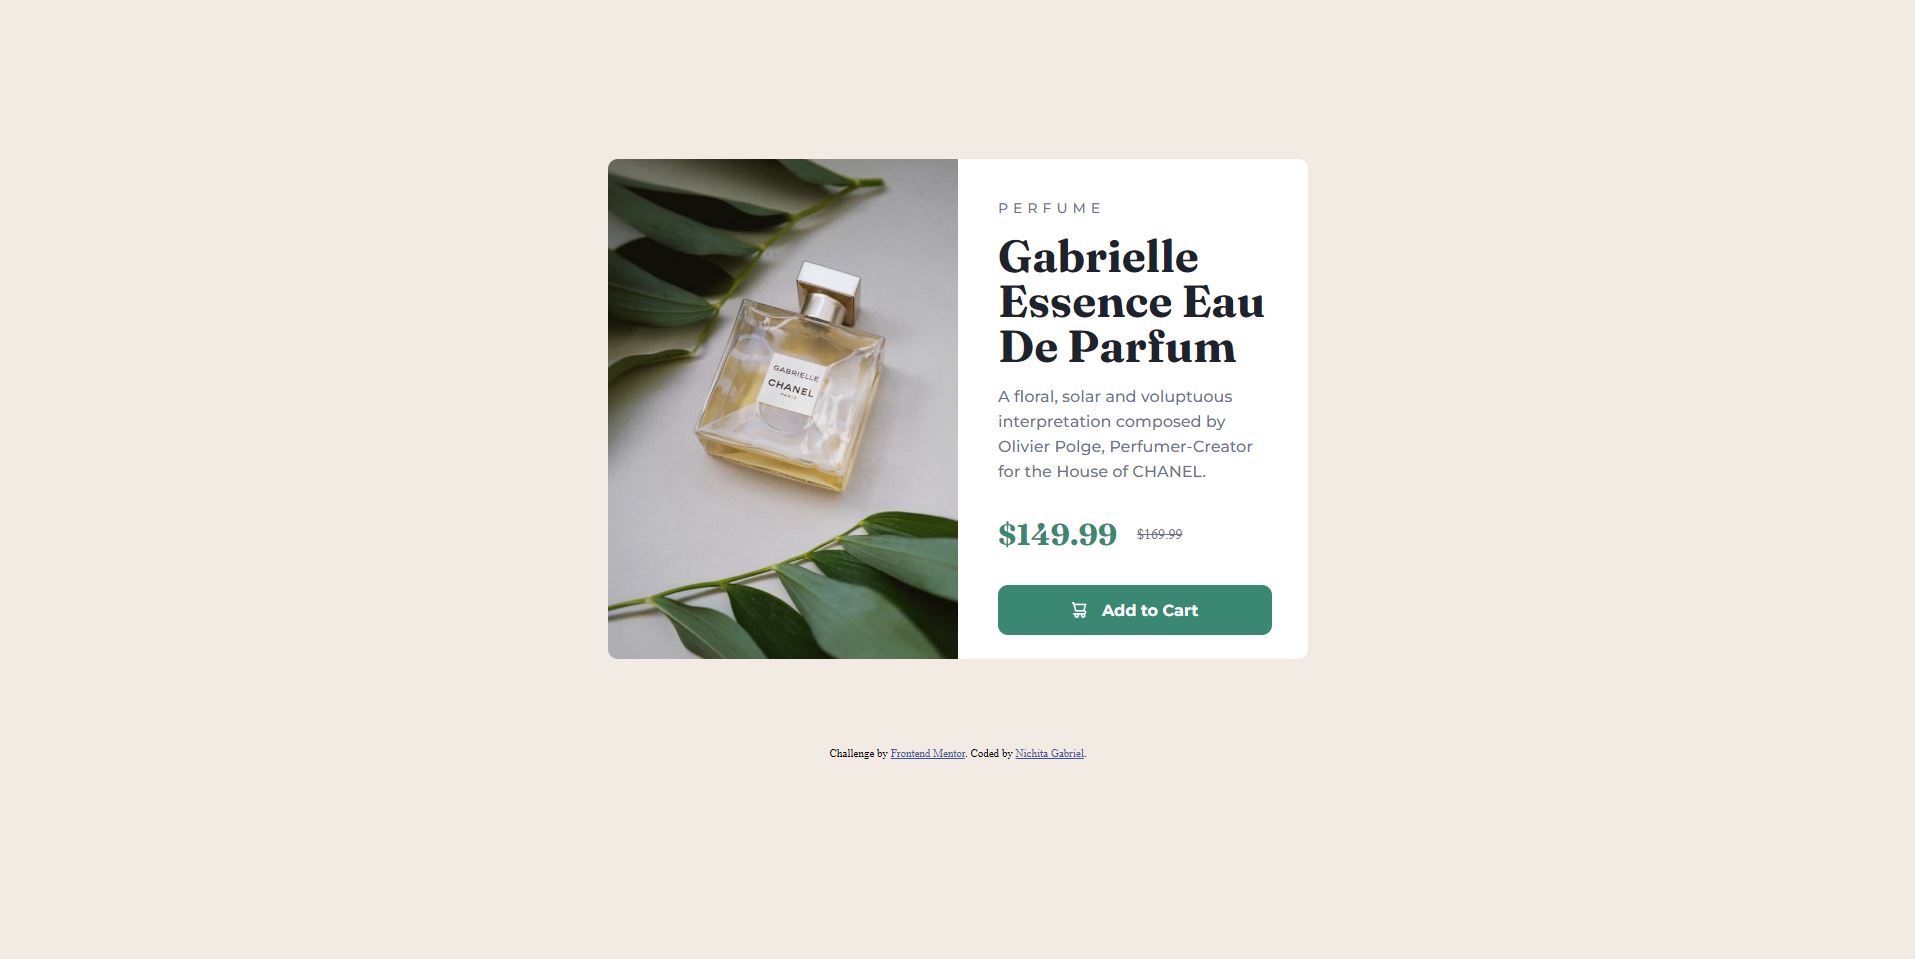 PERFUME
Gabrielle
Essence Eau
De Parfum
A floral, solar and voluptuous
interpretation composed by
Olivier Polge, Perfumer-Creator
for the House of CHANEL.
$149.99 $169.99
Add to Cart
GABRIELLE
CHANEL
PARIS
Challenge by Frontend Mentor. Coded by Nichita Gabriel.